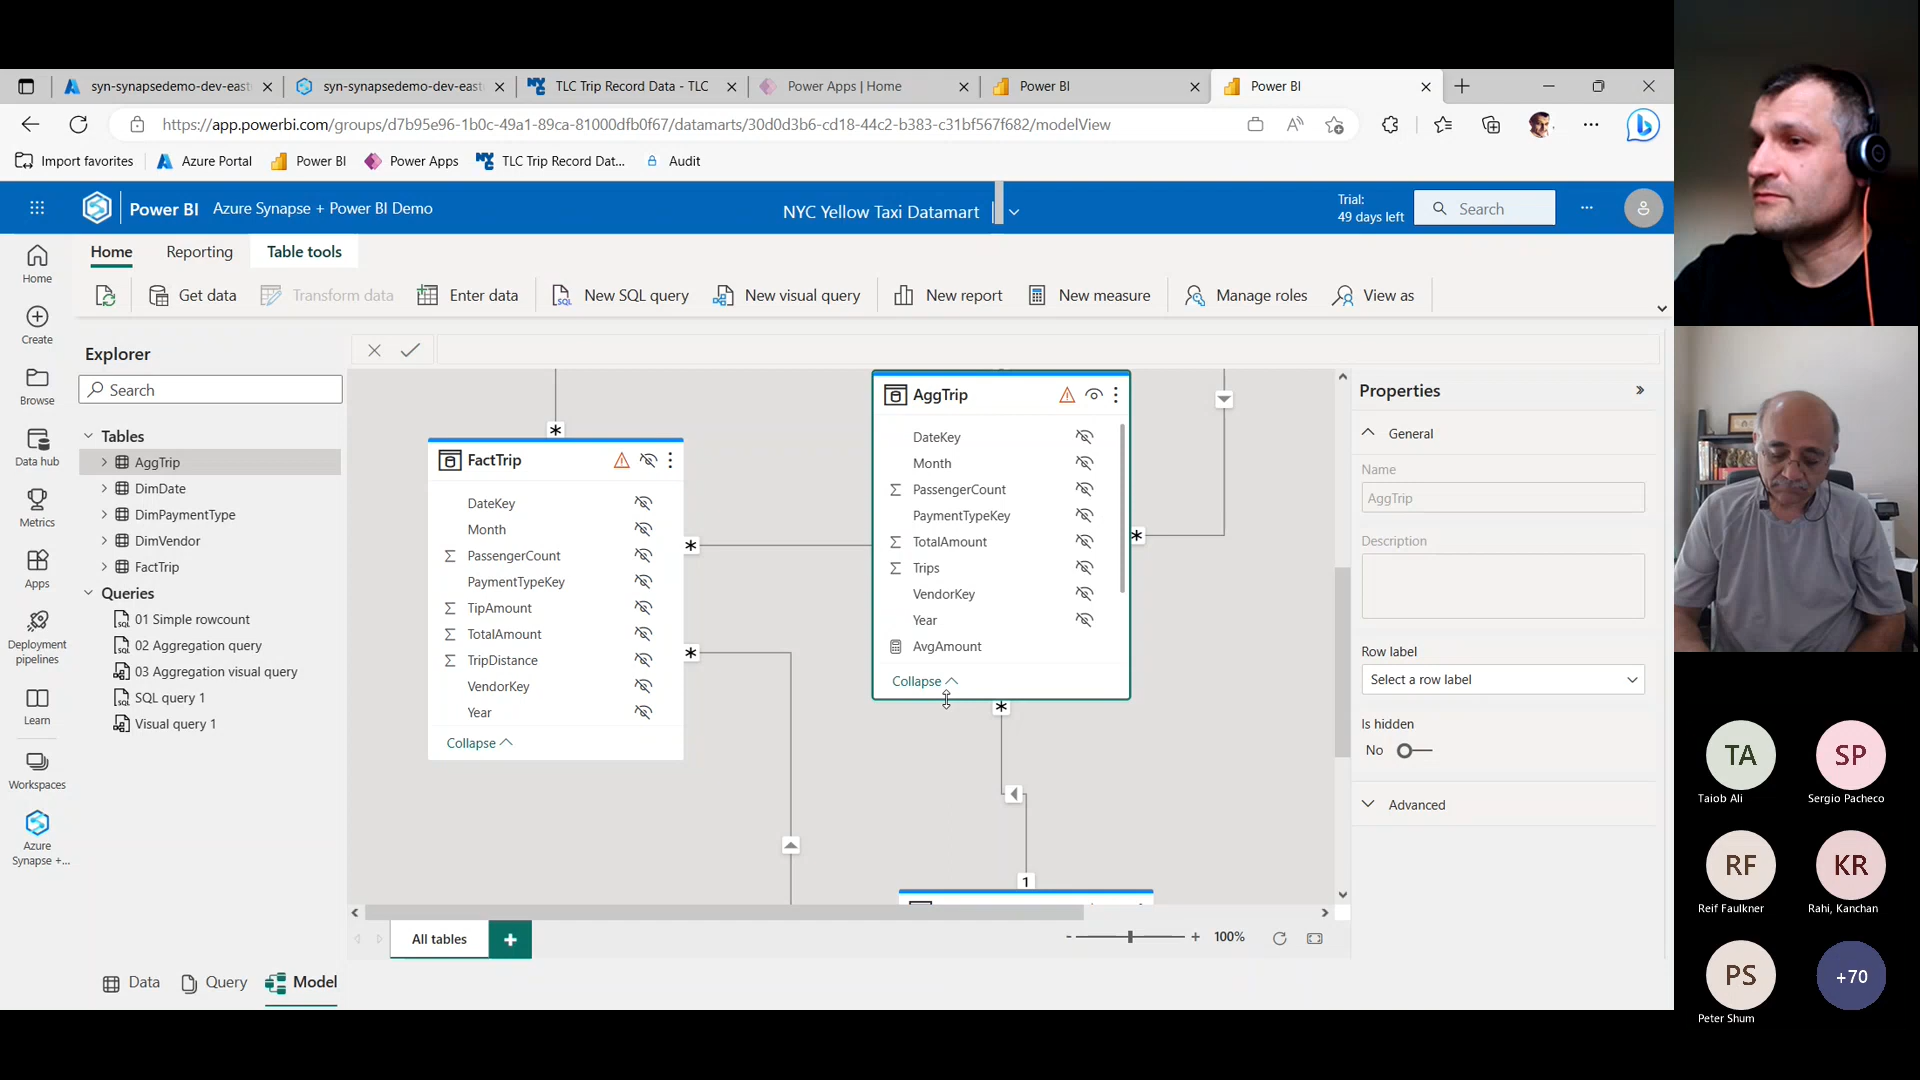 syn-synapsedemo-dev-east
syn-synapsedemo-dev-east
TLC Trip Record Data - TLC
Power Apps | Home
Power BI
Power BI
https://app.powerbi.com/groups/d7b95e96-1b0c-49a1-89ca-81000dfb0f67/datamarts/30d0d3b6-cd18-44c2-b383-c31bf567f682/modelView
Import favorites
Azure Portal
Power BI
Power Apps
TLC Trip Record Dat...
Audit
Power BI
Azure Synapse + Power BI Demo
NYC Yellow Taxi Datamart
Trial:
49 days left
Search
Home
Reporting
Table tools
Get data
Transform data
Enter data
New SQL query
New visual query
New report
New measure
Manage roles
View as
Home
Create
Browse
Data hub
Metrics
Apps
Deployment
pipelines
Learn
Workspaces
Azure
Synapse +...
Explorer
Search
Tables
AggTrip
DimDate
DimPaymentType
DimVendor
FactTrip
Queries
01 Simple rowcount
02 Aggregation query
03 Aggregation visual query
SQL query 1
Visual query 1
FactTrip
DateKey
Month
PassengerCount
PaymentTypeKey
TipAmount
TotalAmount
TripDistance
VendorKey
Year
Collapse
AggTrip
DateKey
Month
PassengerCount
PaymentTypeKey
TotalAmount
Trips
VendorKey
Year
AvgAmount
Collapse
1
Properties
General
Name
AggTrip
Description
Row label
Select a row label
Is hidden
No
Advanced
All tables
+
- + 100%
Data
Query
Model
TA
Taiob Ali
SP
Sergio Pacheco
RF
Reif Faulkner
KR
Rahi, Kanchan
PS
Peter Shum
+70